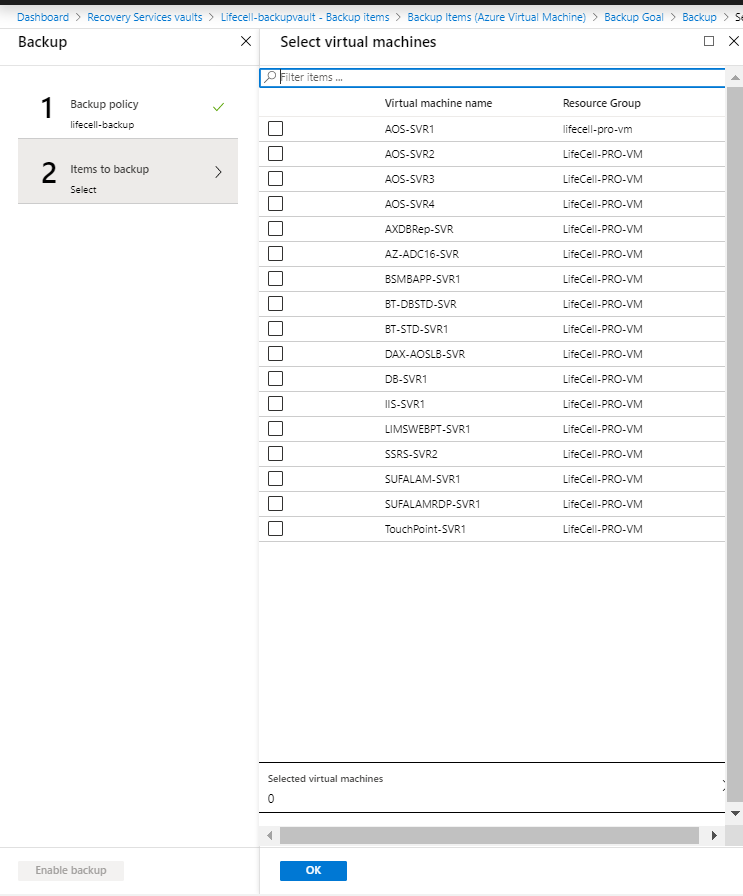 Dashboard > Recovery Services vaults > Lifecell-backupvault - Backup items > Backup Items (Azure Virtual Machine) > Backup Goal > Backup > Se
Backup
Select virtual machines
1 Backup policy
lifecell-backup
2 Items to backup
Select
Filter items ...
Virtual machine name Resource Group
AOS-SVR1 lifecell-pro-vm
AOS-SVR2 LifeCell-PRO-VM
AOS-SVR3 LifeCell-PRO-VM
AOS-SVR4 LifeCell-PRO-VM
AXDBRep-SVR LifeCell-PRO-VM
AZ-ADC16-SVR LifeCell-PRO-VM
BSMBAPP-SVR1 LifeCell-PRO-VM
BT-DBSTD-SVR LifeCell-PRO-VM
BT-STD-SVR1 LifeCell-PRO-VM
DAX-AOSLB-SVR LifeCell-PRO-VM
DB-SVR1 LifeCell-PRO-VM
IIS-SVR1 LifeCell-PRO-VM
LIMSWEBPT-SVR1 LifeCell-PRO-VM
SSRS-SVR2 LifeCell-PRO-VM
SUFALAM-SVR1 LifeCell-PRO-VM
SUFALAMRDP-SVR1 LifeCell-PRO-VM
TouchPoint-SVR1 LifeCell-PRO-VM
Selected virtual machines
0
Enable backup
OK